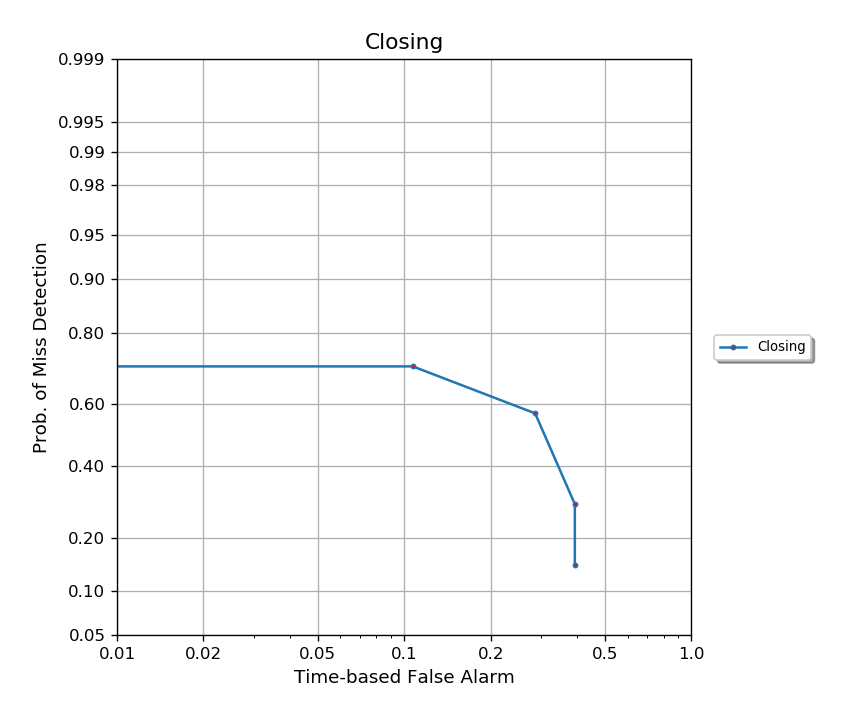 Closing
0.999
0.995
0.99
0.98
0.95
0.90
0.80
0.60
0.40
0.20
0.10
0.05
Prob. of Miss Detection
0.01 0.02 0.05 0.1 0.2 0.5 1.0
Time-based False Alarm
Closing